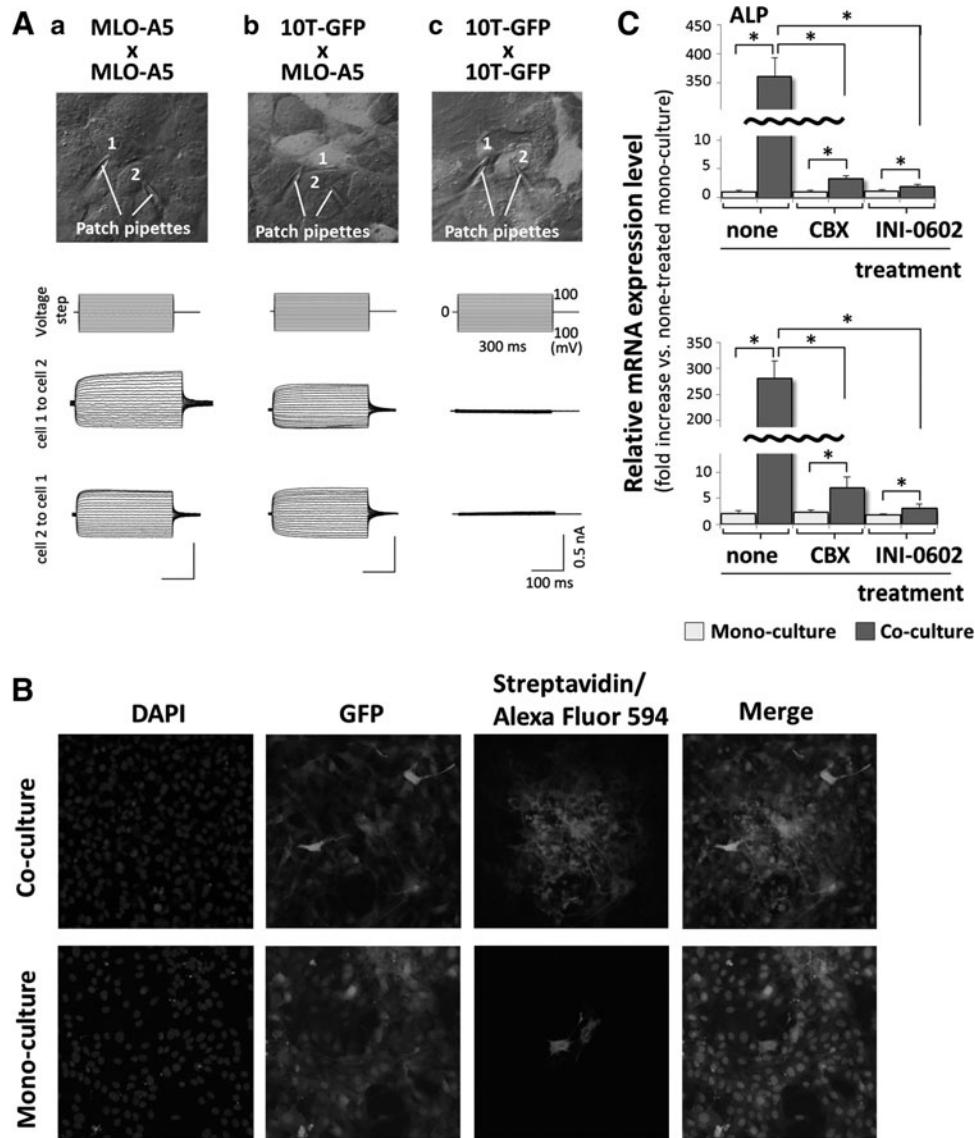 A
a
MLO-A5
x
MLO-A5
b
10T-GFP
x
MLO-A5
c
10T-GFP
x
10T-GFP
1
2
Patch pipettes
1
2
Patch pipettes
1
2
Patch pipettes
Voltage
step
0
100
100
(mV)
300 ms
cell 1 to cell 2
cell 2 to cell 1
0.5 nA
100 ms
C
Relative mRNA expression level
(fold increase vs. none-treated mono-culture)
ALP
450
400
350
10
5
0
* * *
* *
none CBX INI-0602
treatment
350
300
250
200
10
5
0
* * *
* *
none CBX INI-0602
treatment
Mono-culture Co-culture
B
DAPI
GFP
Streptavidin/
Alexa Fluor 594
Merge
Co-culture
Mono-culture